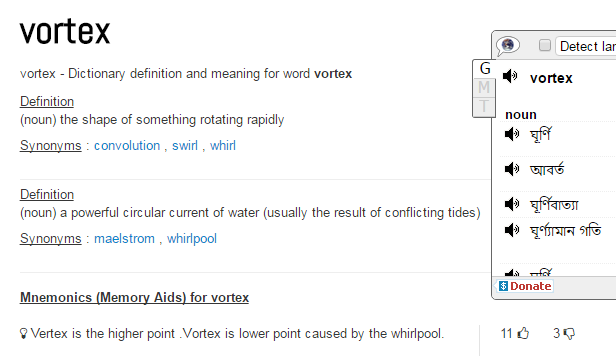 vortex
vortex - Dictionary definition and meaning for word vortex
Definition
(noun) the shape of something rotating rapidly
Synonyms : convolution , swirl , whirl
Definition
(noun) a powerful circular current of water (usually the result of conflicting tides)
Synonyms : maelstrom , whirlpool
Mnemonics (Memory Aids) for vortex
Vertex is the higher point .Vortex is lower point caused by the whirlpool.
11
3
Detect lan
G
M
T
vortex
noun
ঘূর্ণি
আবর্ত
ঘূর্ণিবাত্যা
ঘূর্ণ্যমান গতি
Donate